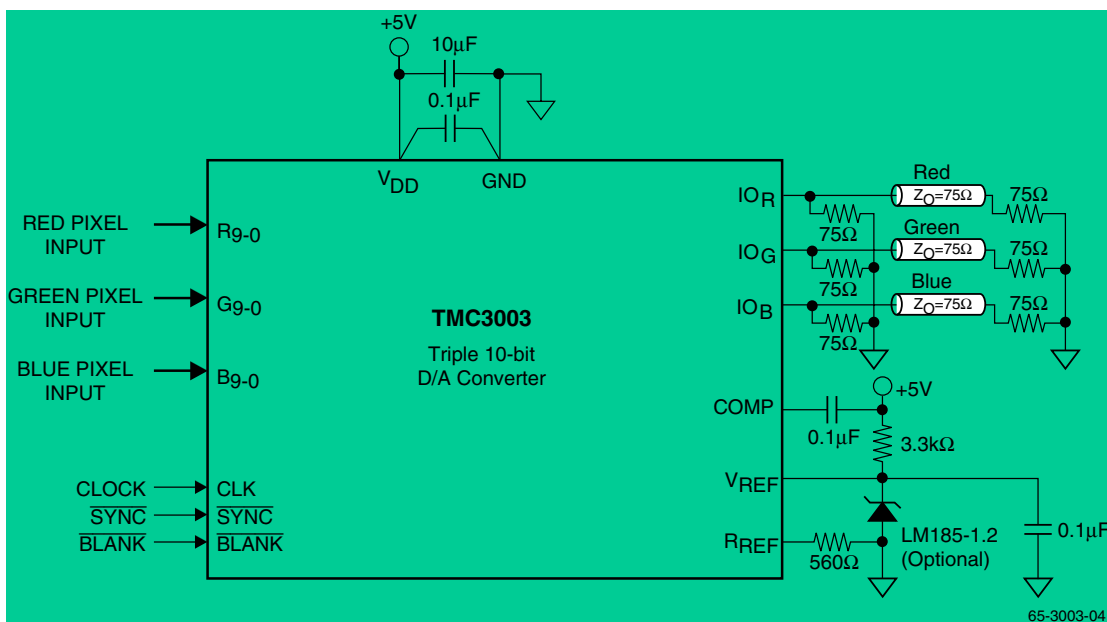 +5V
10μF
0.1μF
VDD
GND
RED PIXEL
INPUT
GREEN PIXEL
INPUT
BLUE PIXEL
INPUT
CLOCK
SYNC
BLANK
R9-0
G9-0
B9-0
CLK
SYNC
BLANK
TMC3003
Triple 10-bit
D/A Converter
IOR
IOG
IOB
COMP
VREF
RREF
Red
ZO=75Ω
75Ω
75Ω
Green
ZO=75Ω
75Ω
75Ω
Blue
ZO=75Ω
75Ω
75Ω
+5V
0.1μF
3.3kΩ
LM185-1.2
(Optional)
0.1μF
560Ω
65-3003-04